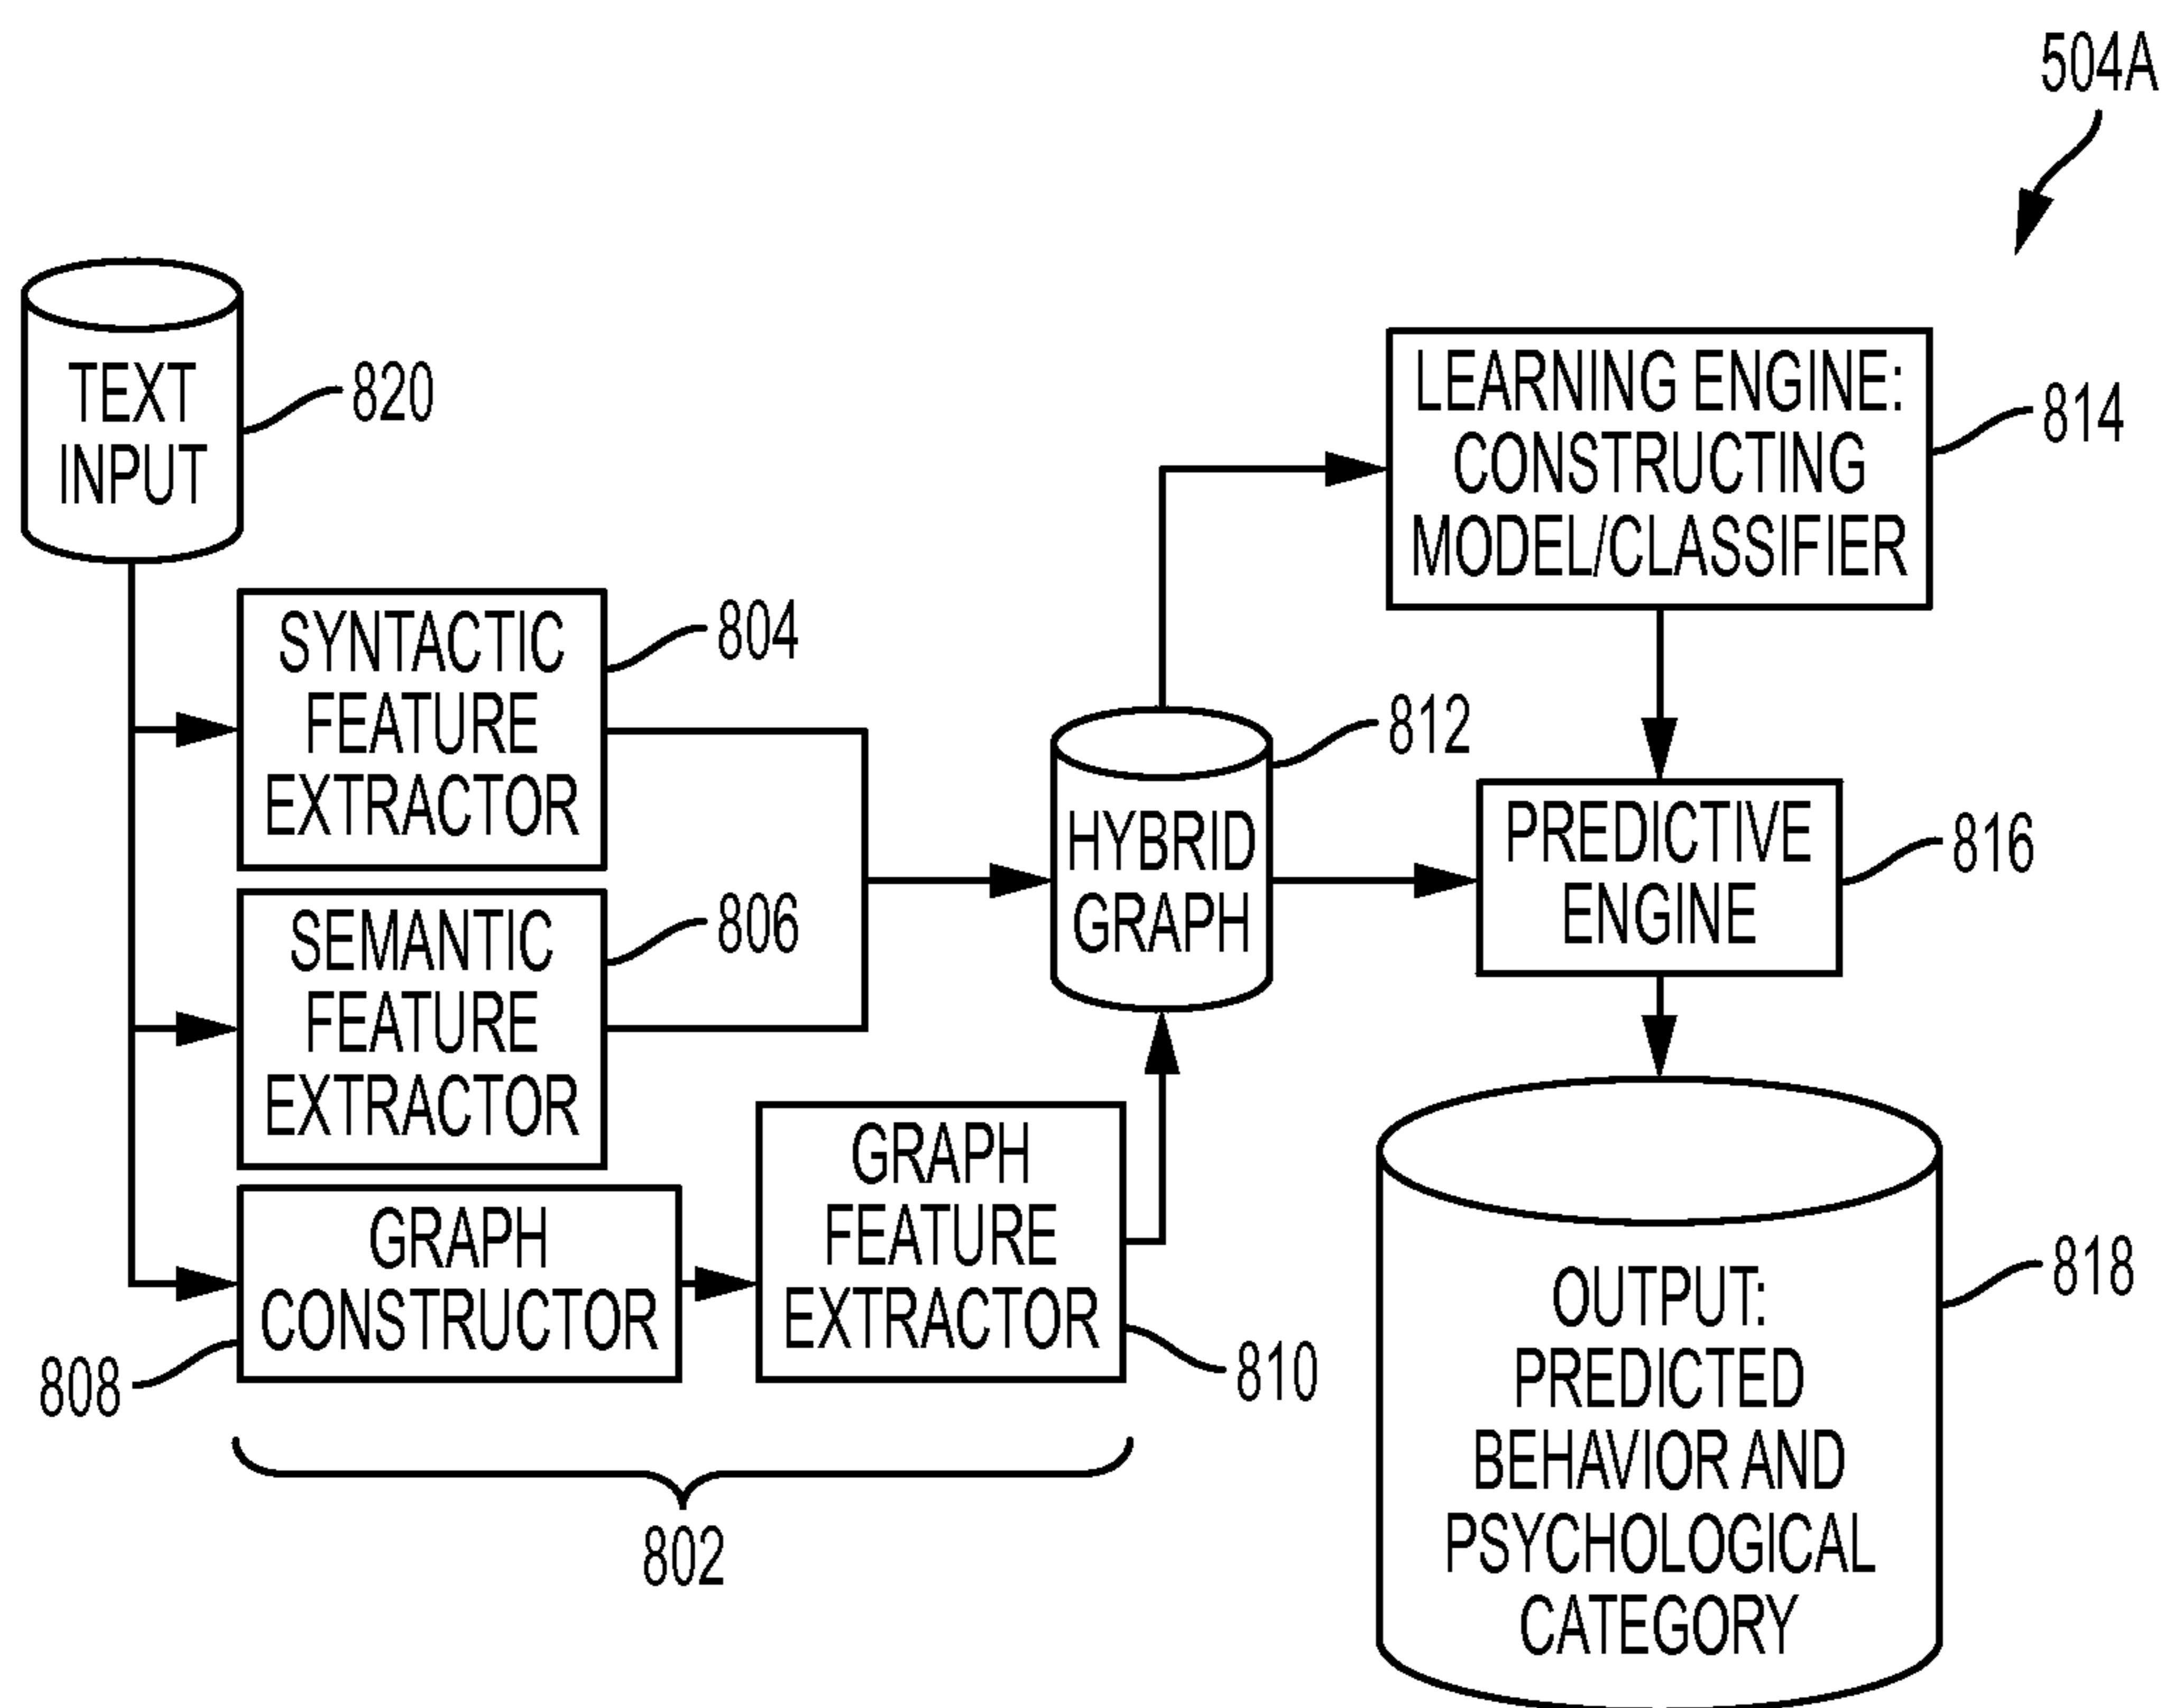 504A
TEXT
INPUT
820
LEARNING ENGINE:
CONSTRUCTING
MODEL/CLASSIFIER
814
SYNTACTIC
FEATURE
EXTRACTOR
804
SEMANTIC
FEATURE
EXTRACTOR
806
HYBRID
GRAPH
812
PREDICTIVE
ENGINE
816
GRAPH
CONSTRUCTOR
808
GRAPH
FEATURE
EXTRACTOR
810
802
OUTPUT:
PREDICTED
BEHAVIOR AND
PSYCHOLOGICAL
CATEGORY
818